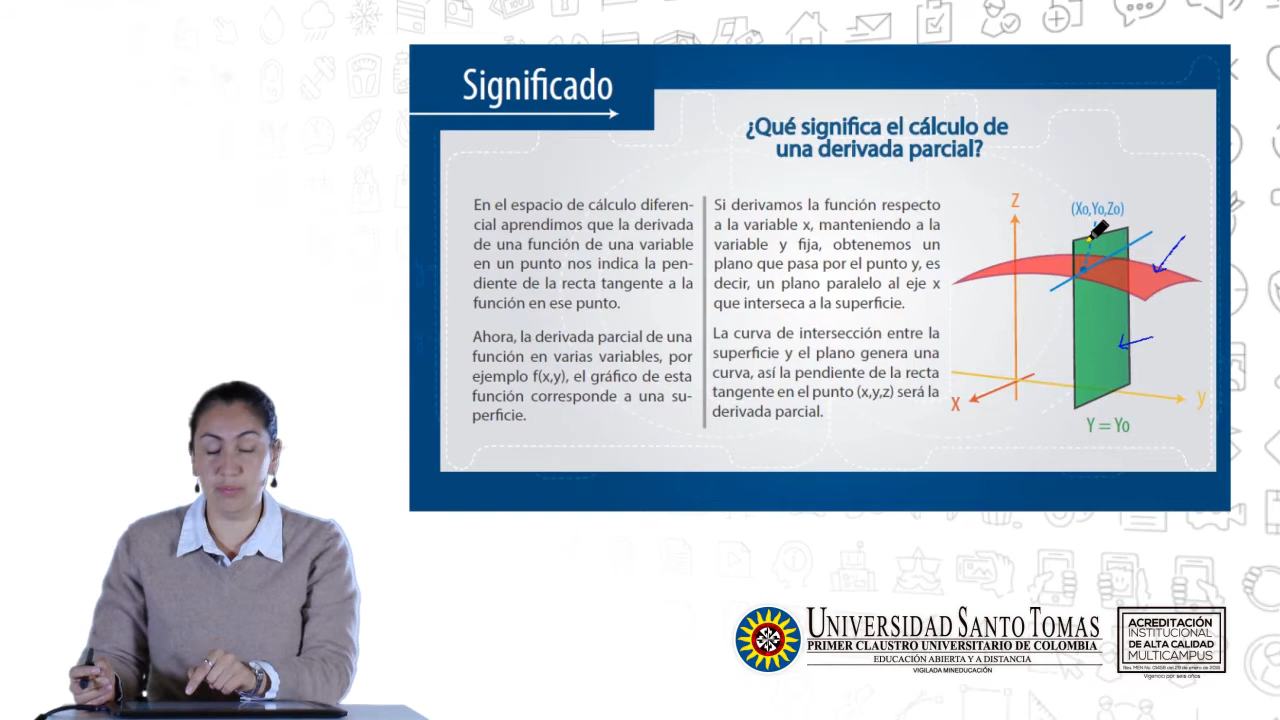 Significado
¿Qué significa el cálculo de
una derivada parcial?
En el espacio de cálculo diferen-
cial aprendimos que la derivada
de una función de una variable
en un punto nos indica la pen-
diente de la recta tangente a la
función en ese punto.
Ahora, la derivada parcial de una
función en varias variables, por
ejemplo f(x,y), el gráfico de esta
función corresponde a una su-
perficie.
Si derivamos la función respecto
a la variable x, manteniendo a la
variable y fija, obtenemos un
plano que pasa por el punto y, es
decir, un plano paralelo al eje x
que interseca a la superficie.
La curva de intersección entre la
superficie y el plano genera una
curva, así la pendiente de la recta
tangente en el punto (x,y,z) será la
derivada parcial.
Z
(Xo,Yo,Zo)
X
y
Y = Yo
UNIVERSIDAD SANTO TOMAS
PRIMER CLAUSTRO UNIVERSITARIO DE COLOMBIA
EDUCACIÓN ABIERTA Y A DISTANCIA
VIGILADA MINEDUCACIÓN
ACREDITACIÓN
INSTITUCIONAL
DE ALTA CALIDAD
MULTICAMPUS
Vigencia por seis años